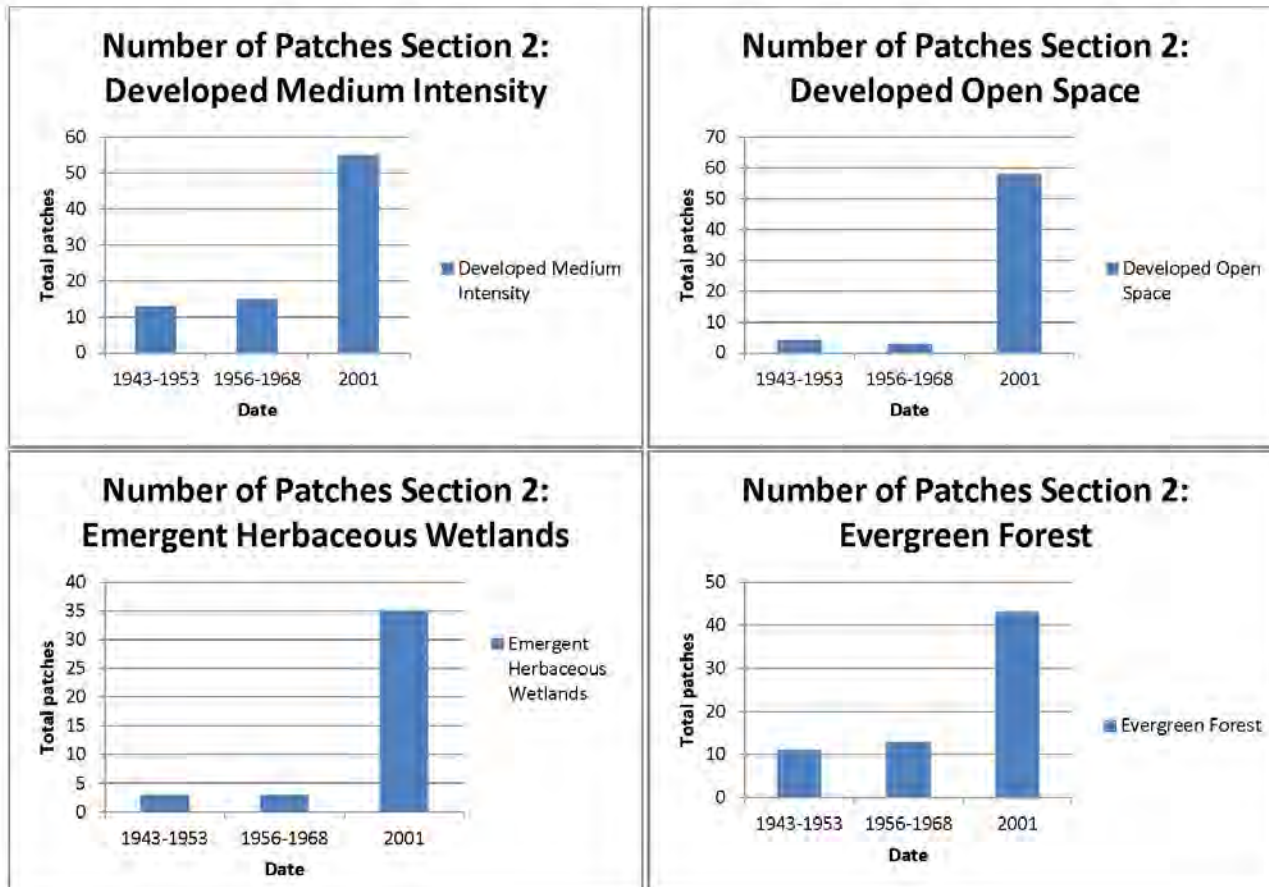 Number of Patches Section 2:
Developed Medium Intensity
60
50
40
30
20
10
0
Total patches
1943-1953
1956-1968
2001
Date
Developed Medium
Intensity
Number of Patches Section 2:
Developed Open Space
70
60
50
40
30
20
10
0
Total patches
1943-1953
1956-1968
2001
Date
Developed Open
Space
Number of Patches Section 2:
Emergent Herbaceous Wetlands
40
35
30
25
20
15
10
5
0
Total patches
1943-1953
1956-1968
2001
Date
Emergent
Herbaceous
Wetlands
Number of Patches Section 2:
Evergreen Forest
50
40
30
20
10
0
Total patches
1943-1953
1956-1968
2001
Date
Evergreen Forest